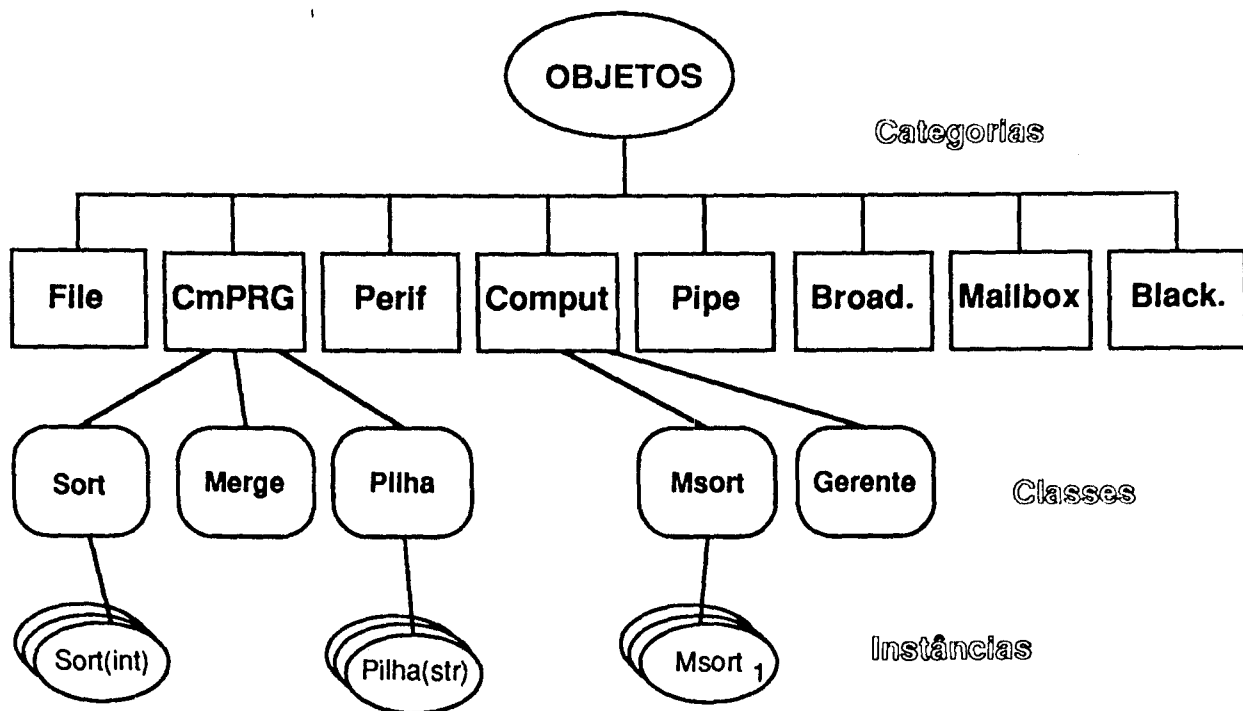 OBJETOS
Categorias
File CmPRG Perif Comput Pipe Broad. Mailbox Black.
Sort Merge Pilha Msort Gerente
Classes
Sort(int) Pilha(str) Msort 1
Instâncias